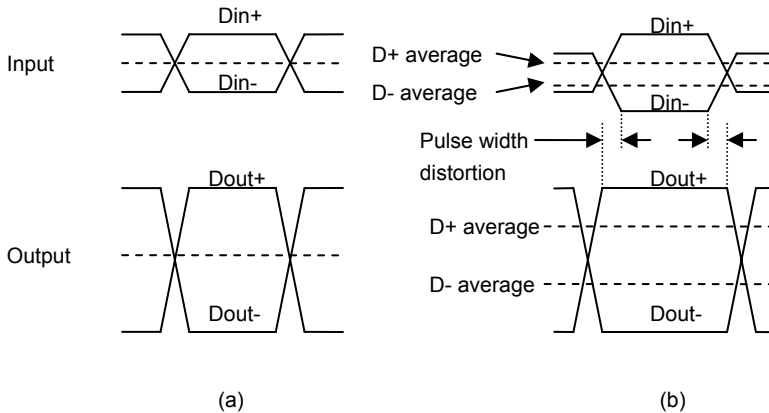 Din+
Din-
Input
Dout+
Dout-
Output
(a)
Din+
D+ average
D- average
Din-
Pulse width
distortion
Dout+
D+ average
D- average
Dout-
(b)